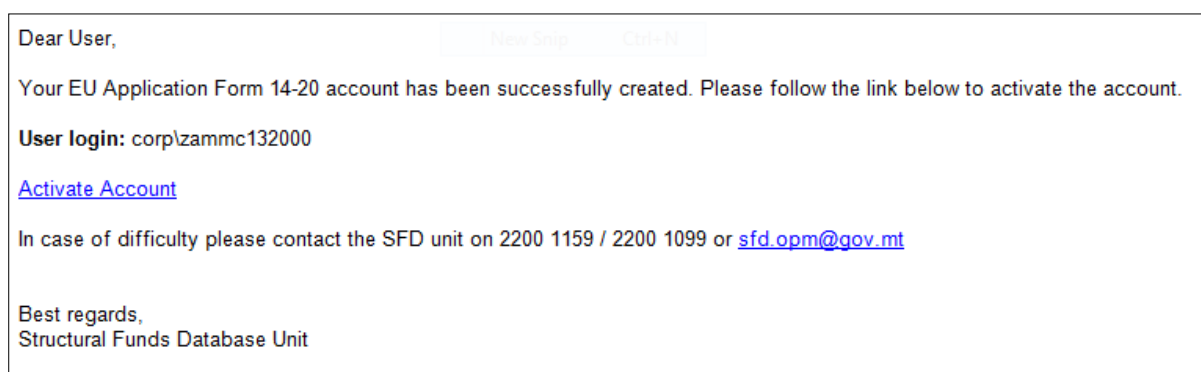 Dear User,
New Snip Ctrl+N
Your EU Application Form 14-20 account has been successfully created. Please follow the link below to activate the account.
User login: corp\zammc132000
Activate Account
In case of difficulty please contact the SFD unit on 2200 1159 / 2200 1099 or sfd.opm@gov.mt
Best regards,
Structural Funds Database Unit